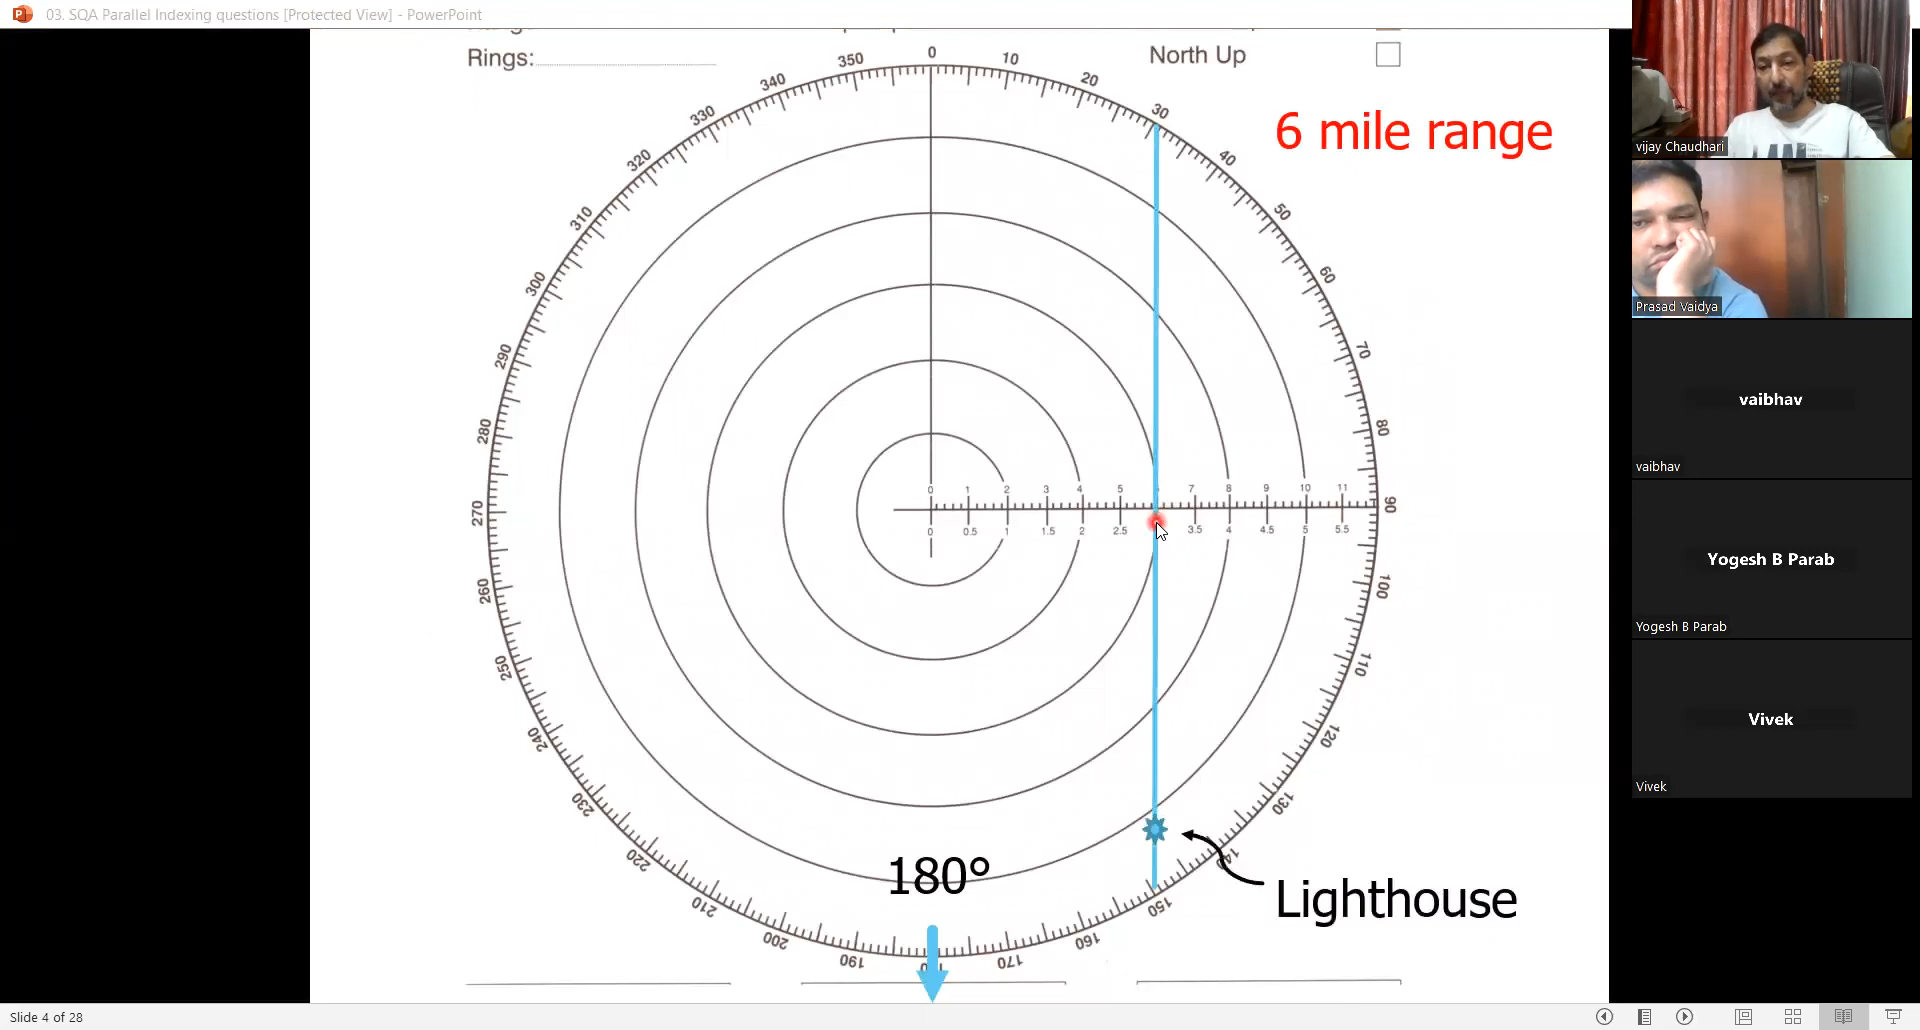 03. SQA Parallel Indexing questions [Protected View] - PowerPoint
Rings:
North Up
6 mile range
0
10
20
30
40
50
60
70
80
90
100
110
120
130
140
150
160
170
190
200
210
220
230
240
250
260
270
280
290
300
310
320
330
340
350
0 1 2 3 4 5 7 8 9 10 11
0 0.5 1 1.5 2 2.5 3.5 4 4.5 5 5.5
180°
Lighthouse
vijay Chaudhari
Prasad Vaidya
vaibhav
vaibhav
Yogesh B Parab
Yogesh B Parab
Vivek
Vivek
Slide 4 of 28